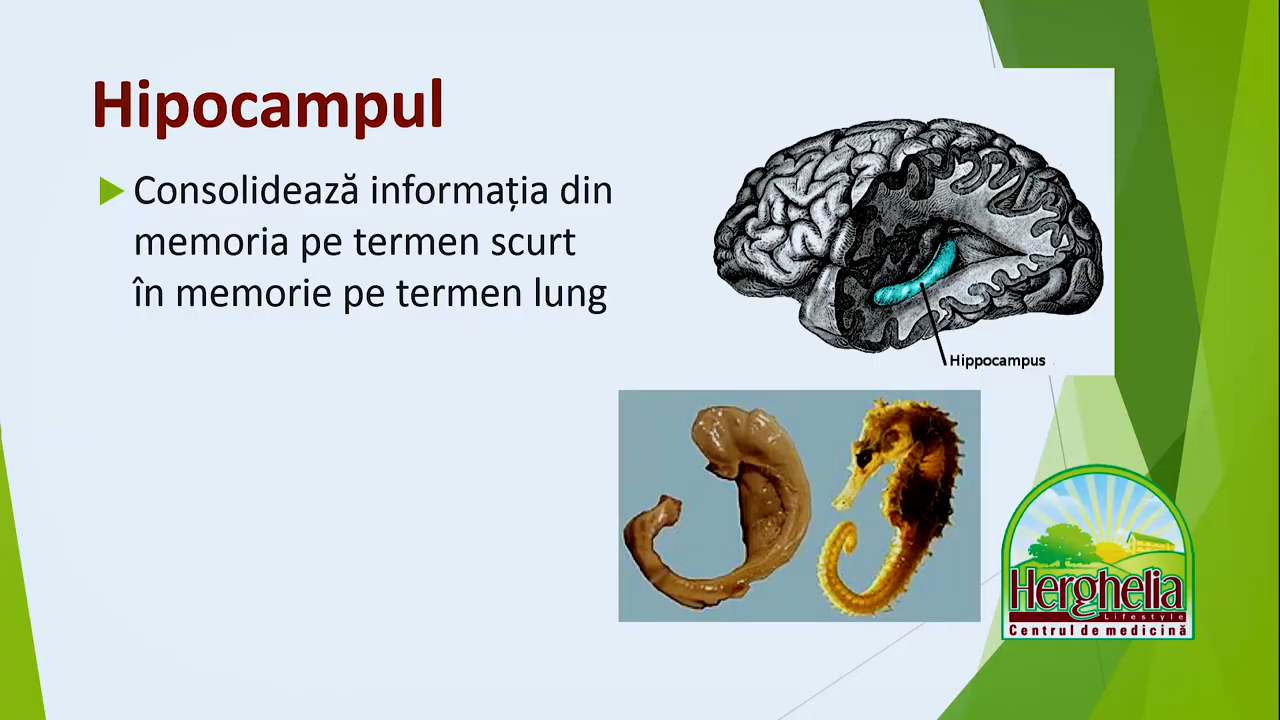 Hipocampul
Consolidează informația din
memoria pe termen scurt
în memorie pe termen lung
Hippocampus
Herghelia
Lifestyle
Centrul de medicină